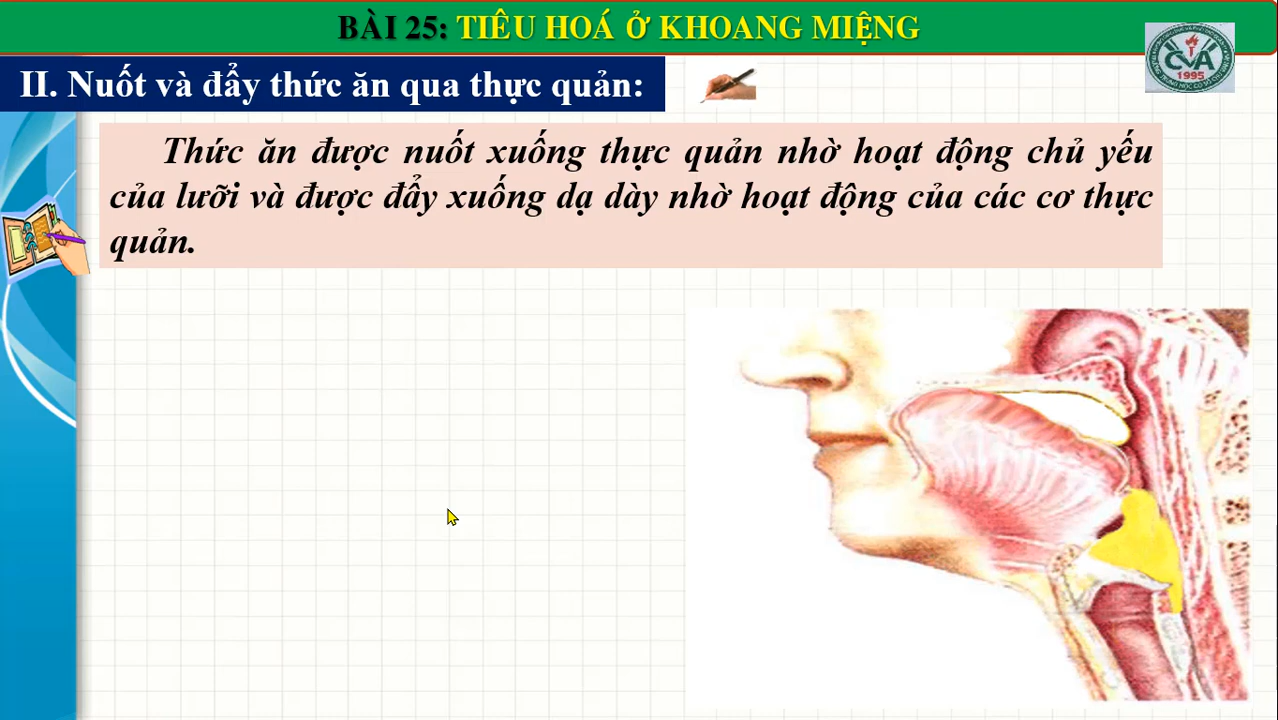 BÀI 25: TIÊU HOÁ Ở KHOANG MIỆNG
II. Nuốt và đẩy thức ăn qua thực quản:
CVA
1995
Thức ăn được nuốt xuống thực quản nhờ hoạt động chủ yếu
của lưỡi và được đẩy xuống dạ dày nhờ hoạt động của các cơ thực
quản.